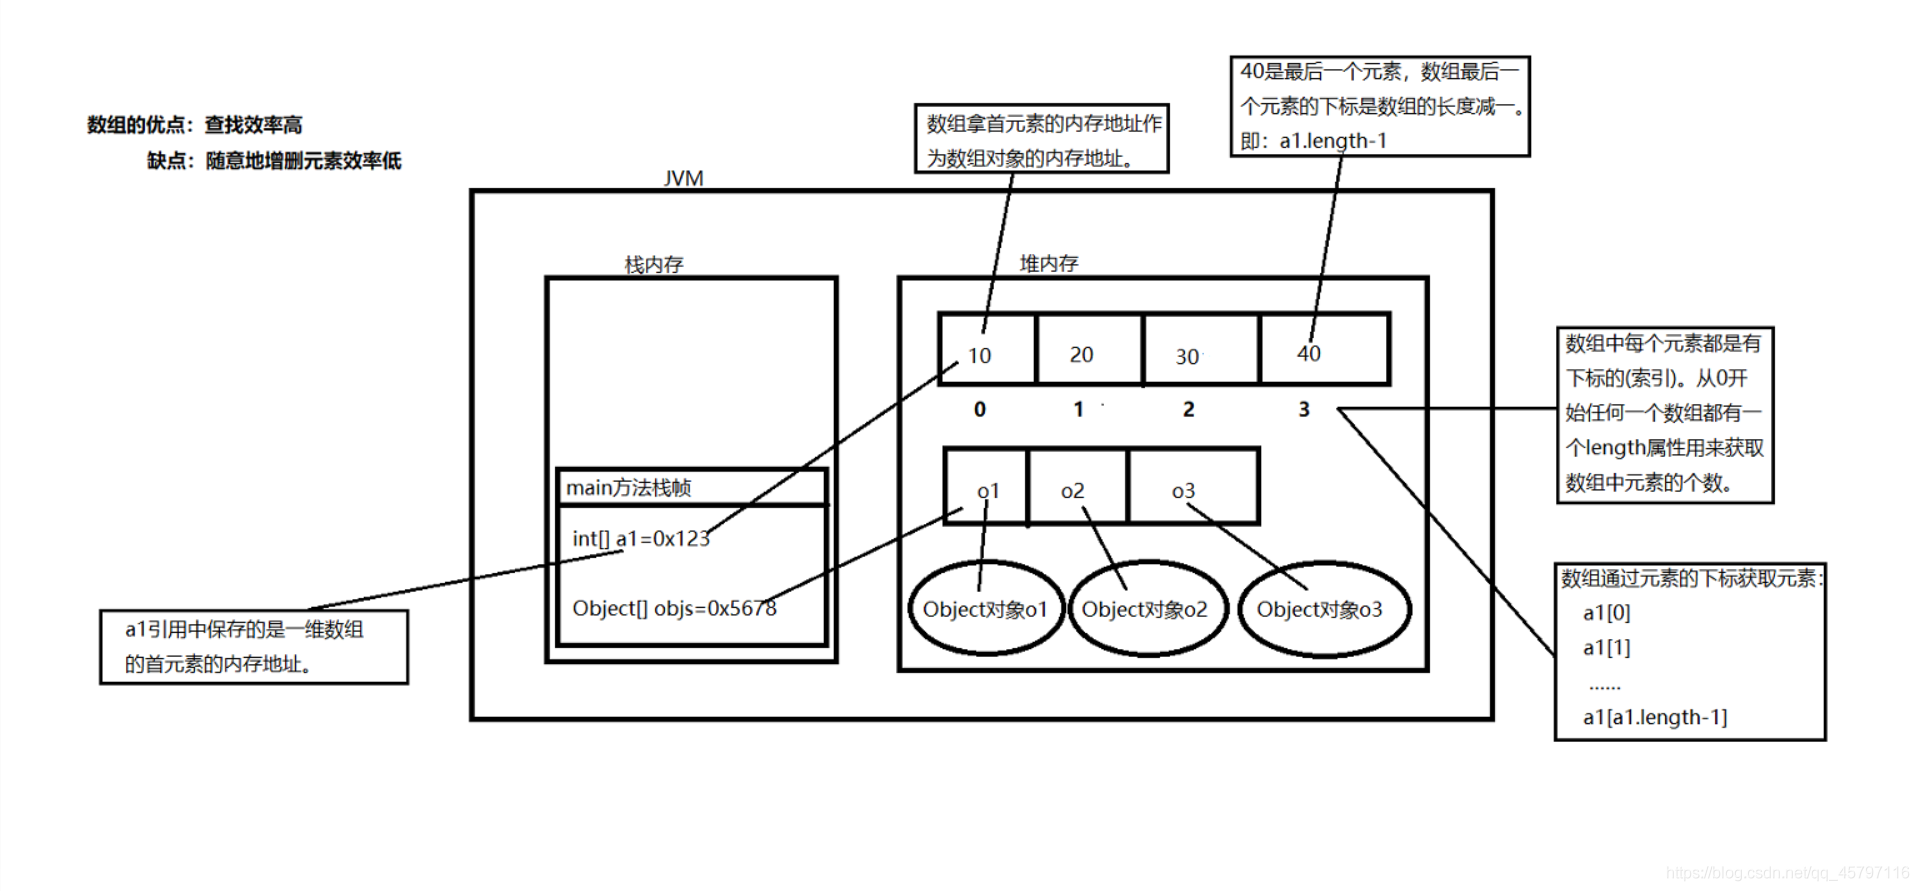 数组的优点：查找效率高
缺点：随意地增删元素效率低
数组拿首元素的内存地址作
为数组对象的内存地址。
40是最后一个元素，数组最后一
个元素的下标是数组的长度减一。
即：a1.length-1
JVM
栈内存
堆内存
10
20
30
40
0
1
2
3
数组中每个元素都是有
下标的(索引)。从0开
始任何一个数组都有一
个length属性用来获取
数组中元素的个数。
main方法栈帧
int[] a1=0x123
Object[] objs=0x5678
o1
o2
o3
Object对象o1
Object对象o2
Object对象o3
a1引用中保存的是一维数组
的首元素的内存地址。
数组通过元素的下标获取元素：
a1[0]
a1[1]
......
a1[a1.length-1]
https://blog.csdn.net/qq_45797116